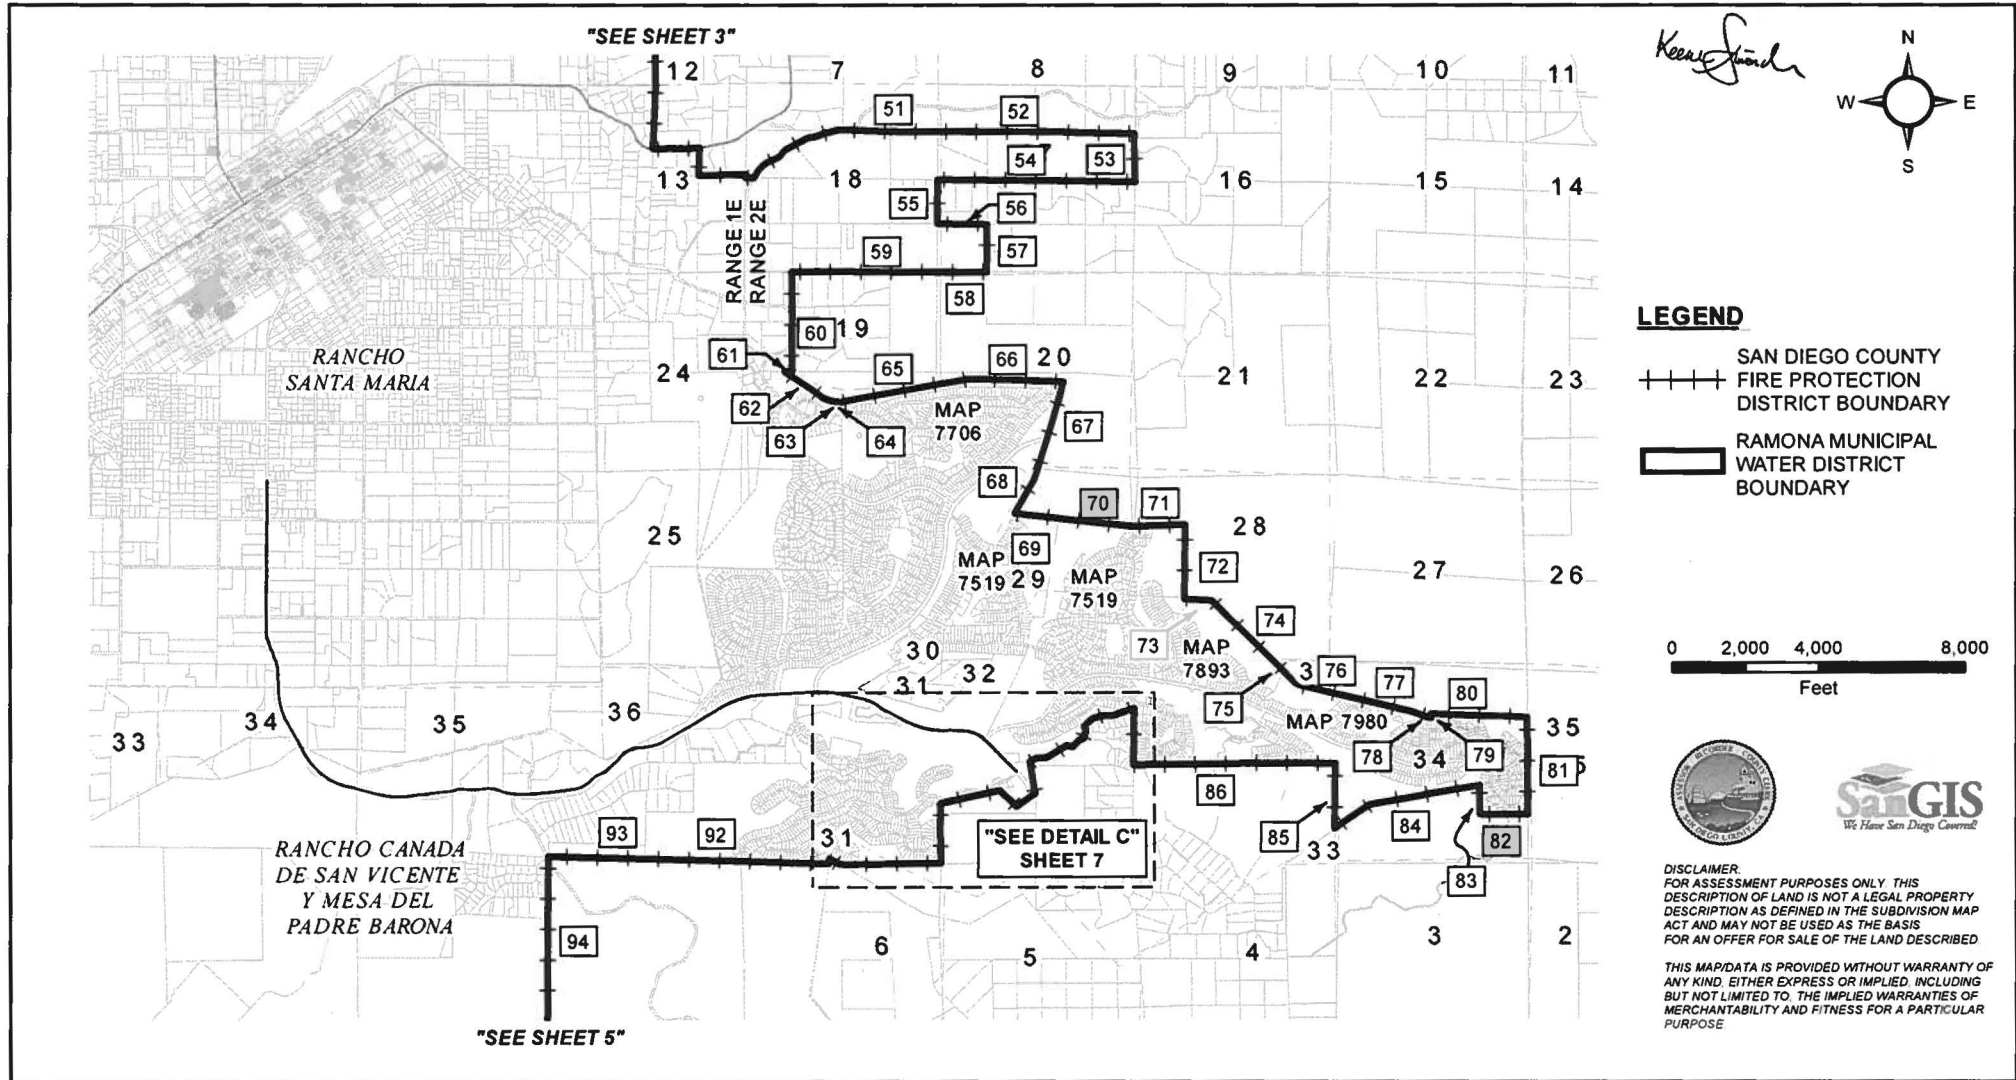 "SEE SHEET 3"
12
7
8
9
10
11
N
W
E
S
51
52
54
53
13
18
16
15
14
55
56
57
RANGE 1E
RANGE 2E
59
58
60
19
61
62
63
64
65
66
20
24
21
22
23
RANCHO
SANTA MARIA
MAP
7706
67
68
70
71
25
28
69
MAP
7519
29
MAP
7519
72
27
26
73
74
MAP
7893
30
31
32
3
76
75
77
80
MAP 7980
78
79
34
35
81
33
34
35
36
86
85
84
33
82
83
93
92
31
"SEE DETAIL C"
SHEET 7
RANCHO CANADA
DE SAN VICENTE
Y MESA DEL
PADRE BARONA
94
6
5
4
3
2
"SEE SHEET 5"
LEGEND
SAN DIEGO COUNTY
FIRE PROTECTION
DISTRICT BOUNDARY
RAMONA MUNICIPAL
WATER DISTRICT
BOUNDARY
0 2,000 4,000 8,000
Feet
SanGIS
We Have San Diego Covered!
DISCLAIMER:
FOR ASSESSMENT PURPOSES ONLY. THIS
DESCRIPTION OF LAND IS NOT A LEGAL PROPERTY
DESCRIPTION AS DEFINED IN THE SUBDIVISION MAP
ACT AND MAY NOT BE USED AS THE BASIS
FOR AN OFFER FOR SALE OF THE LAND DESCRIBED.
THIS MAP/DATA IS PROVIDED WITHOUT WARRANTY OF
ANY KIND, EITHER EXPRESS OR IMPLIED, INCLUDING
BUT NOT LIMITED TO, THE IMPLIED WARRANTIES OF
MERCHANTABILITY AND FITNESS FOR A PARTICULAR
PURPOSE.